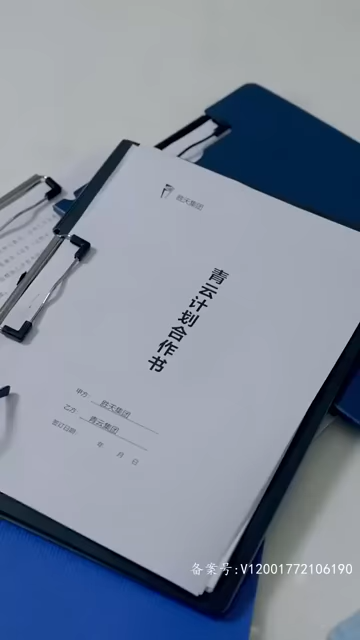 胜天集团
青云计划合作书
甲方：胜天集团
乙方：青云集团
签订日期： 年 月 日
备案号:V12001772106190